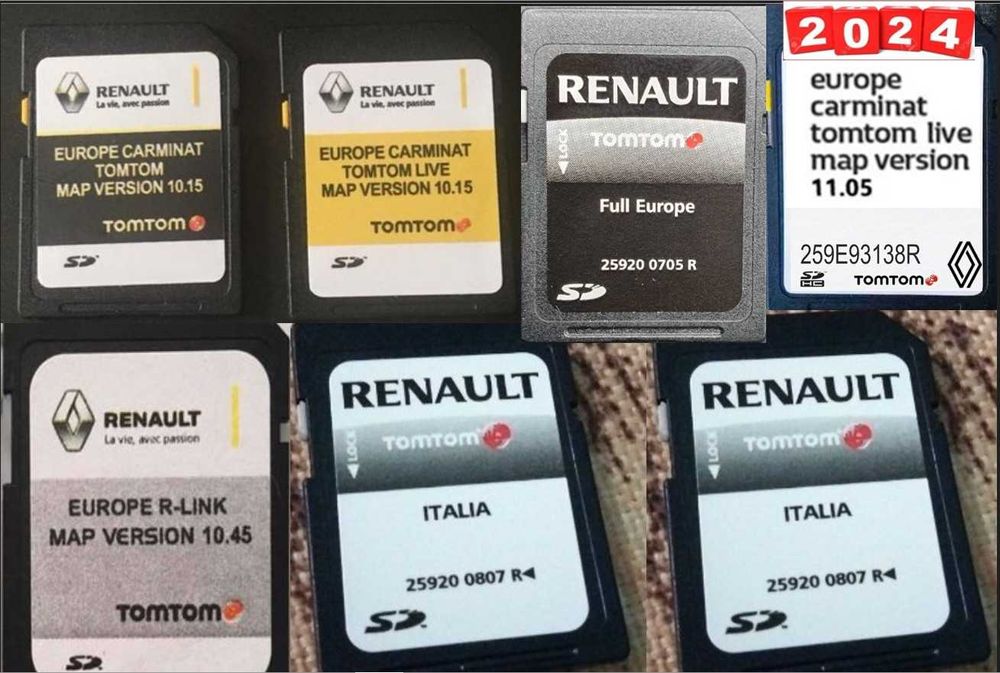 RENAULT
La vie, avec passion
EUROPE CARMINAT
TOMTOM
MAP VERSION 10.15
TOMTOM
SD
RENAULT
La vie, avec passion
EUROPE CARMINAT
TOMTOM LIVE
MAP VERSION 10.15
TOMTOM
SD
RENAULT
LOCK
TOMTOM
Full Europe
25920 0705 R
SD
2024
europe
carminat
tomtom live
map version
11.05
259E93138R
SD HC
TOMTOM
RENAULT
La vie, avec passion
EUROPE R-LINK
MAP VERSION 10.45
TOMTOM
SD
RENAULT
LOCK
TOMTOM
ITALIA
25920 0807 R
SD
RENAULT
LOCK
TOMTOM
ITALIA
25920 0807 R
SD